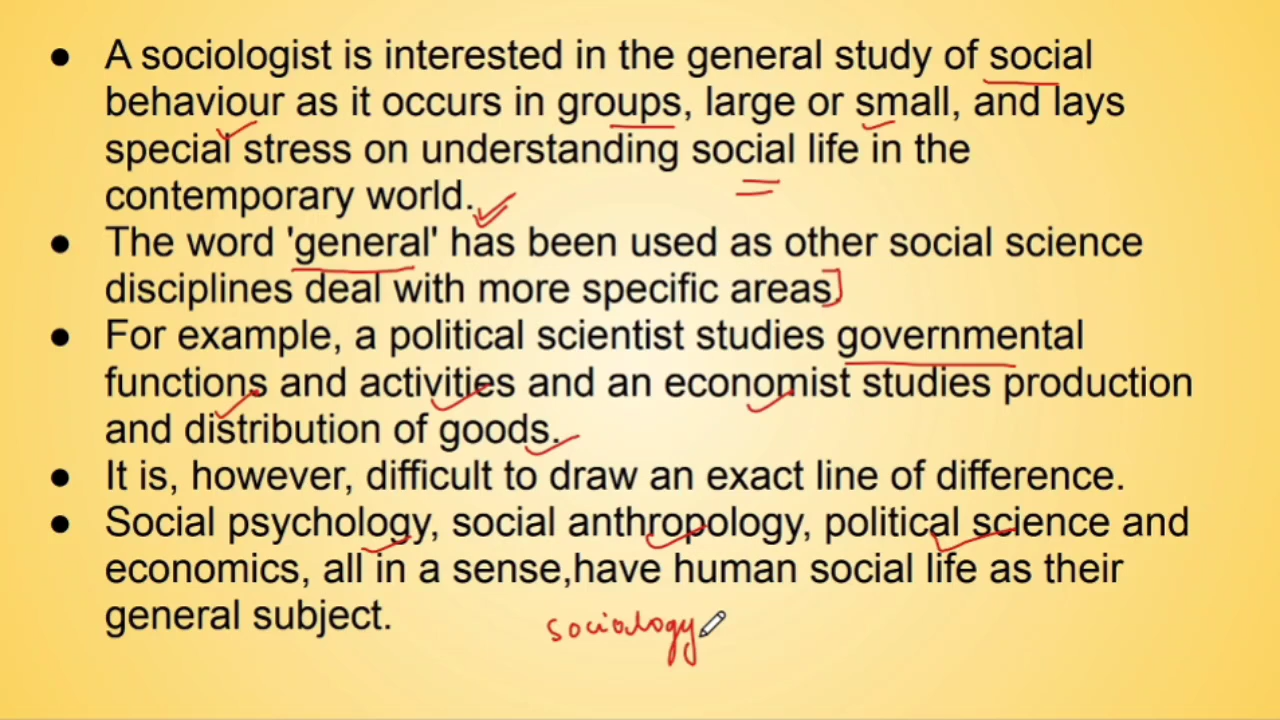 ● A sociologist is interested in the general study of social
behaviour as it occurs in groups, large or small, and lays
special stress on understanding social life in the
contemporary world.
● The word 'general' has been used as other social science
disciplines deal with more specific areas.
● For example, a political scientist studies governmental
functions and activities and an economist studies production
and distribution of goods.
● It is, however, difficult to draw an exact line of difference.
● Social psychology, social anthropology, political science and
economics, all in a sense,have human social life as their
general subject.
sociology